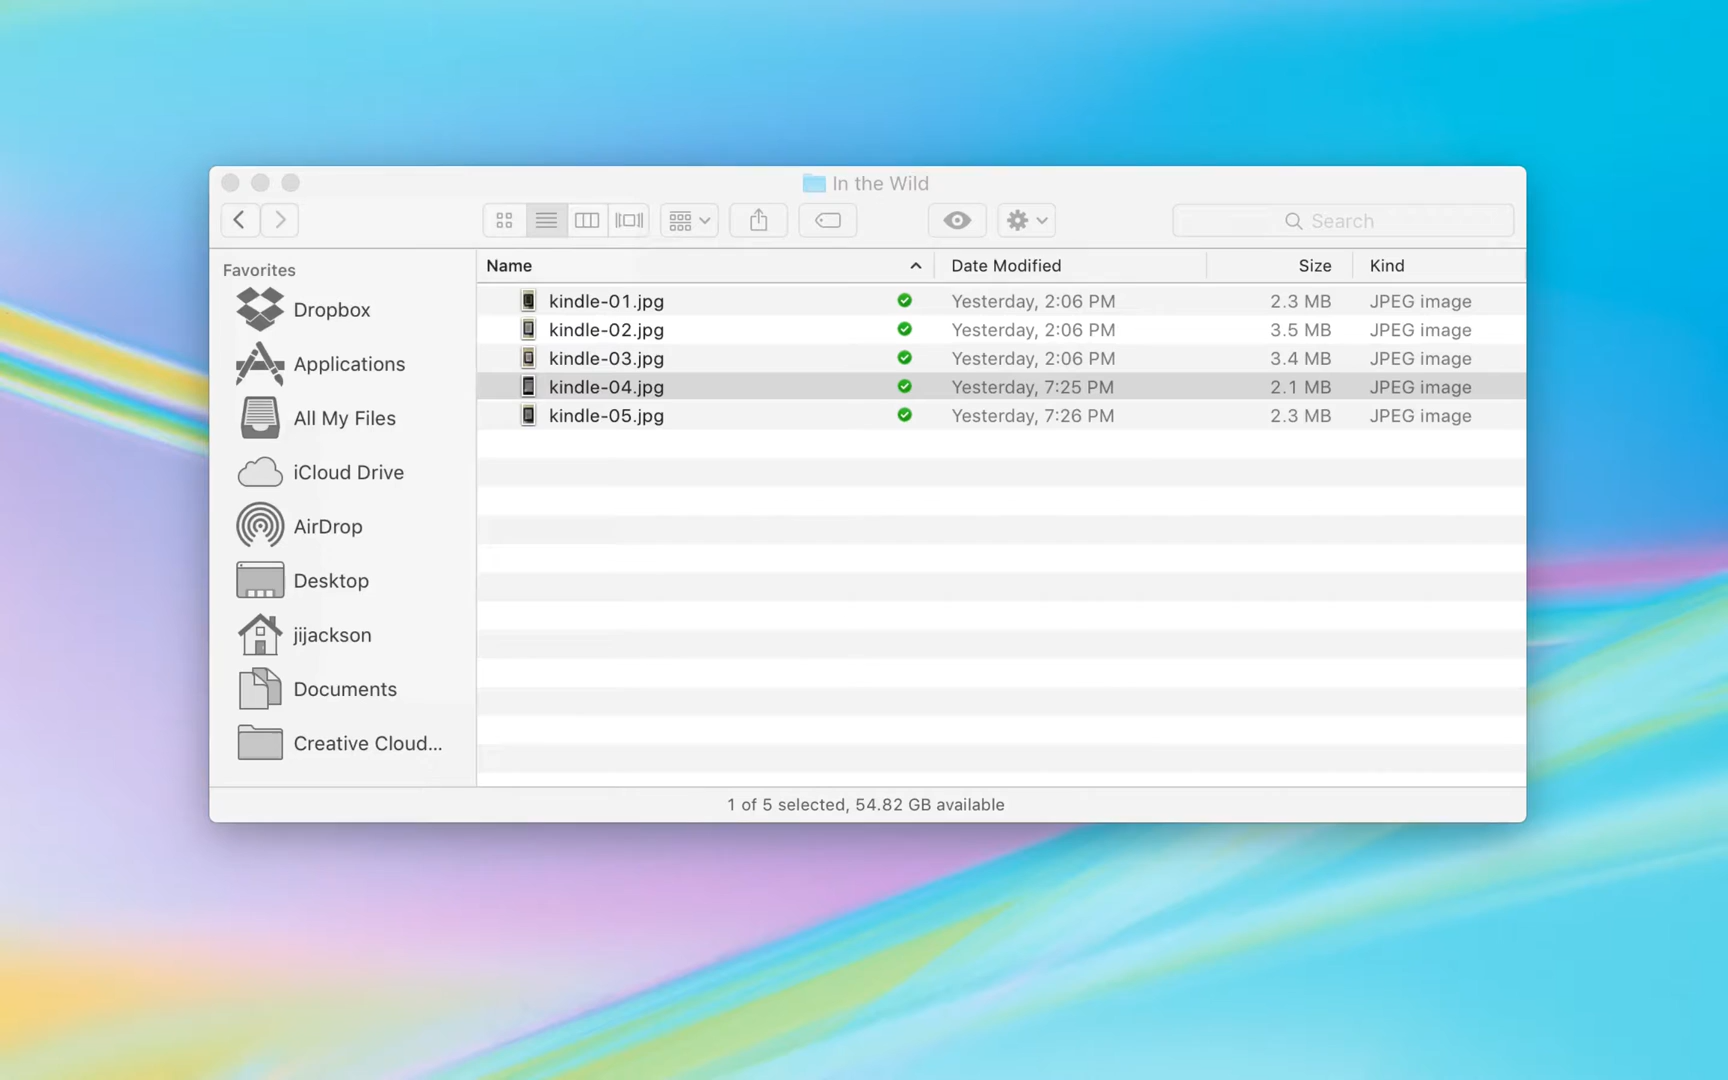 In the Wild
Search
Favorites
Dropbox
Applications
All My Files
iCloud Drive
AirDrop
Desktop
jijackson
Documents
Creative Cloud...
Name Date Modified Size Kind
kindle-01.jpg Yesterday, 2:06 PM 2.3 MB JPEG image
kindle-02.jpg Yesterday, 2:06 PM 3.5 MB JPEG image
kindle-03.jpg Yesterday, 2:06 PM 3.4 MB JPEG image
kindle-04.jpg Yesterday, 7:25 PM 2.1 MB JPEG image
kindle-05.jpg Yesterday, 7:26 PM 2.3 MB JPEG image
1 of 5 selected, 54.82 GB available